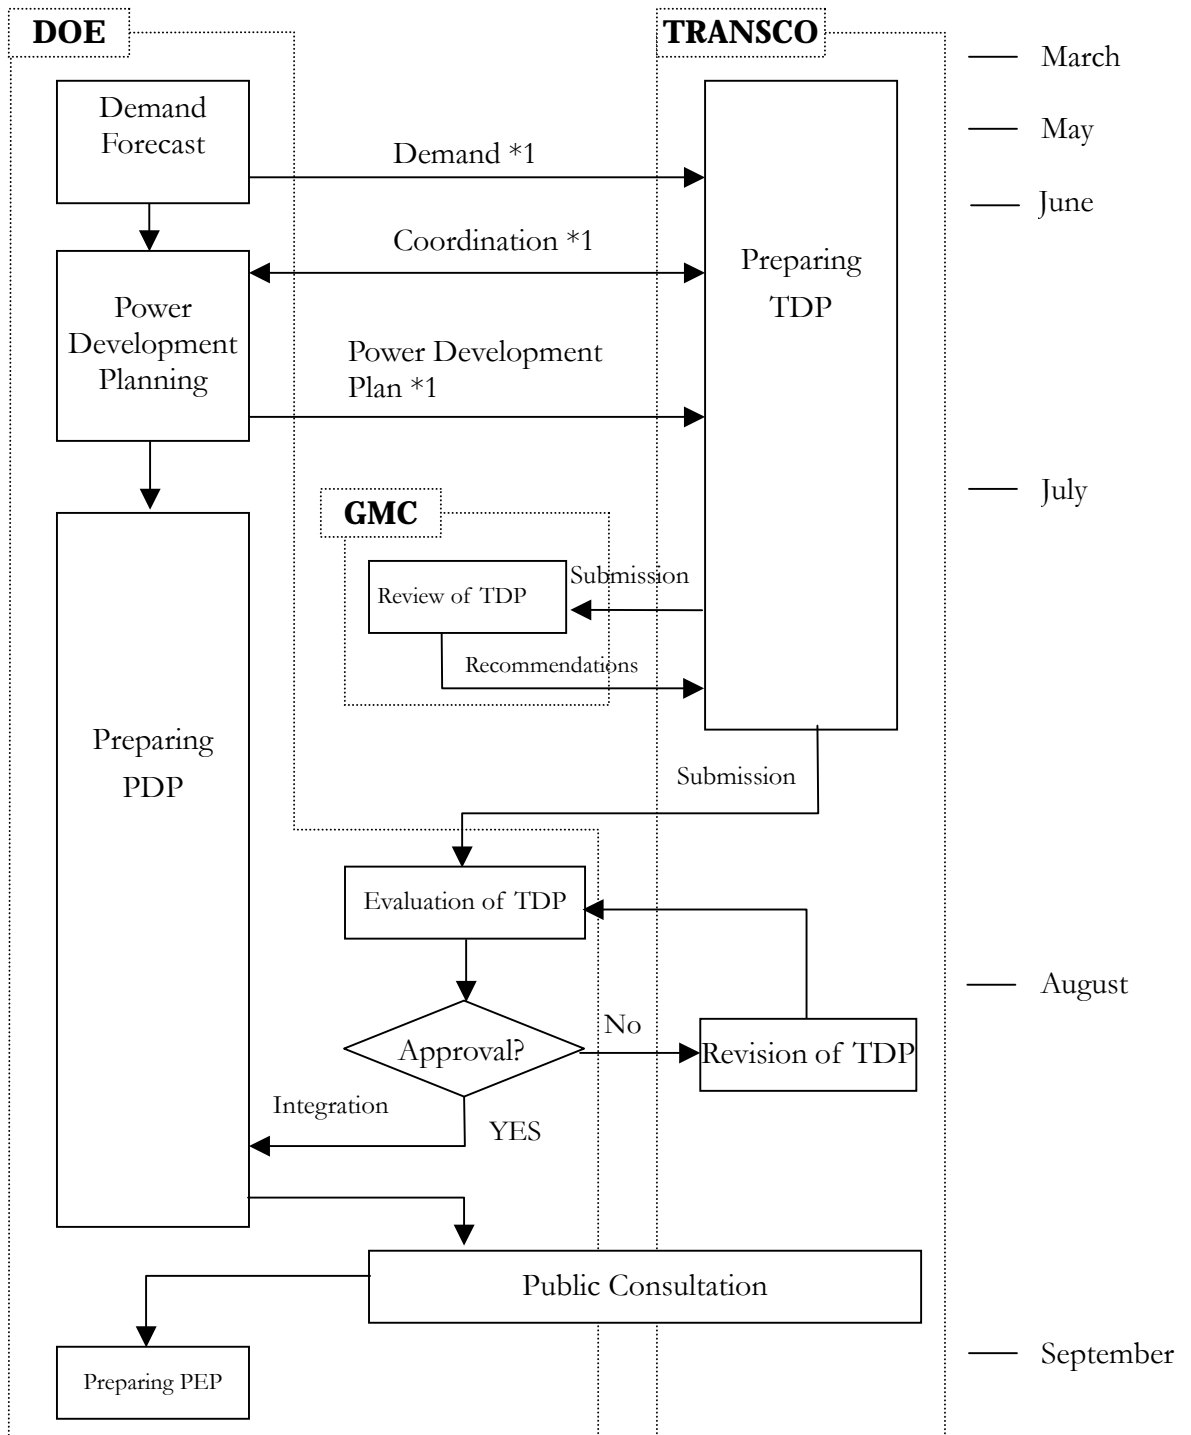 DOE
TRANSCO
March
Demand
Forecast
May
Demand *1
June
Coordination *1
Preparing
TDP
Power
Development
Planning
Power Development
Plan *1
July
GMC
Submission
Review of TDP
Recommendations
Preparing
PDP
Submission
Evaluation of TDP
August
No
Approval?
Revision of TDP
Integration
YES
Public Consultation
September
Preparing PEP